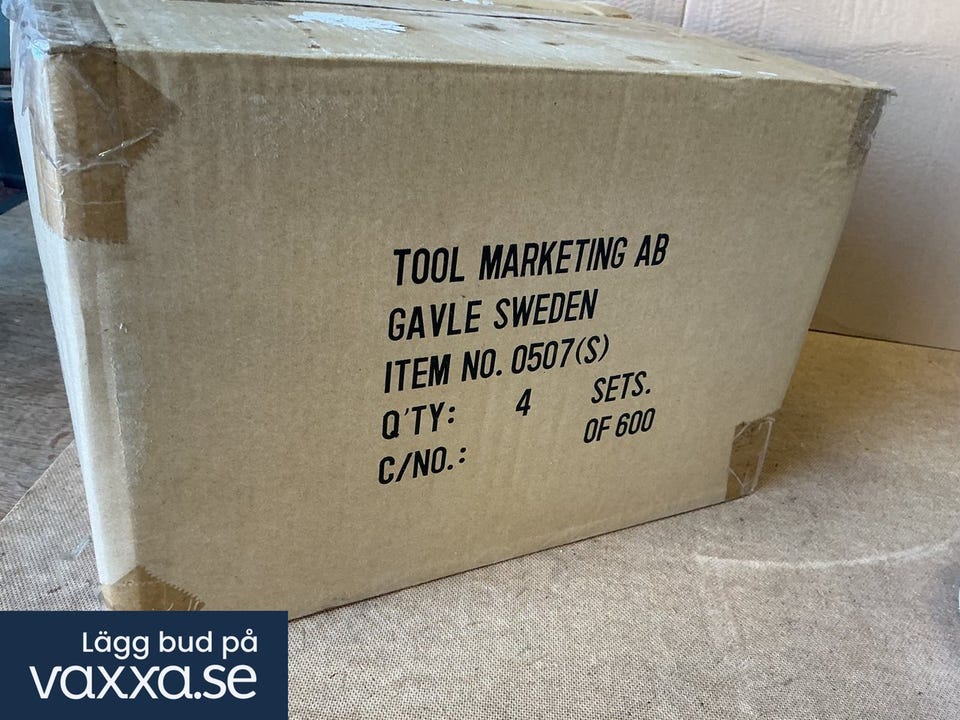 TOOL MARKETING AB
GAVLE SWEDEN
ITEM NO. 0507(S)
Q'TY: 4 SETS.
C/NO.: OF 600
Lägg bud på
vaxxa.se